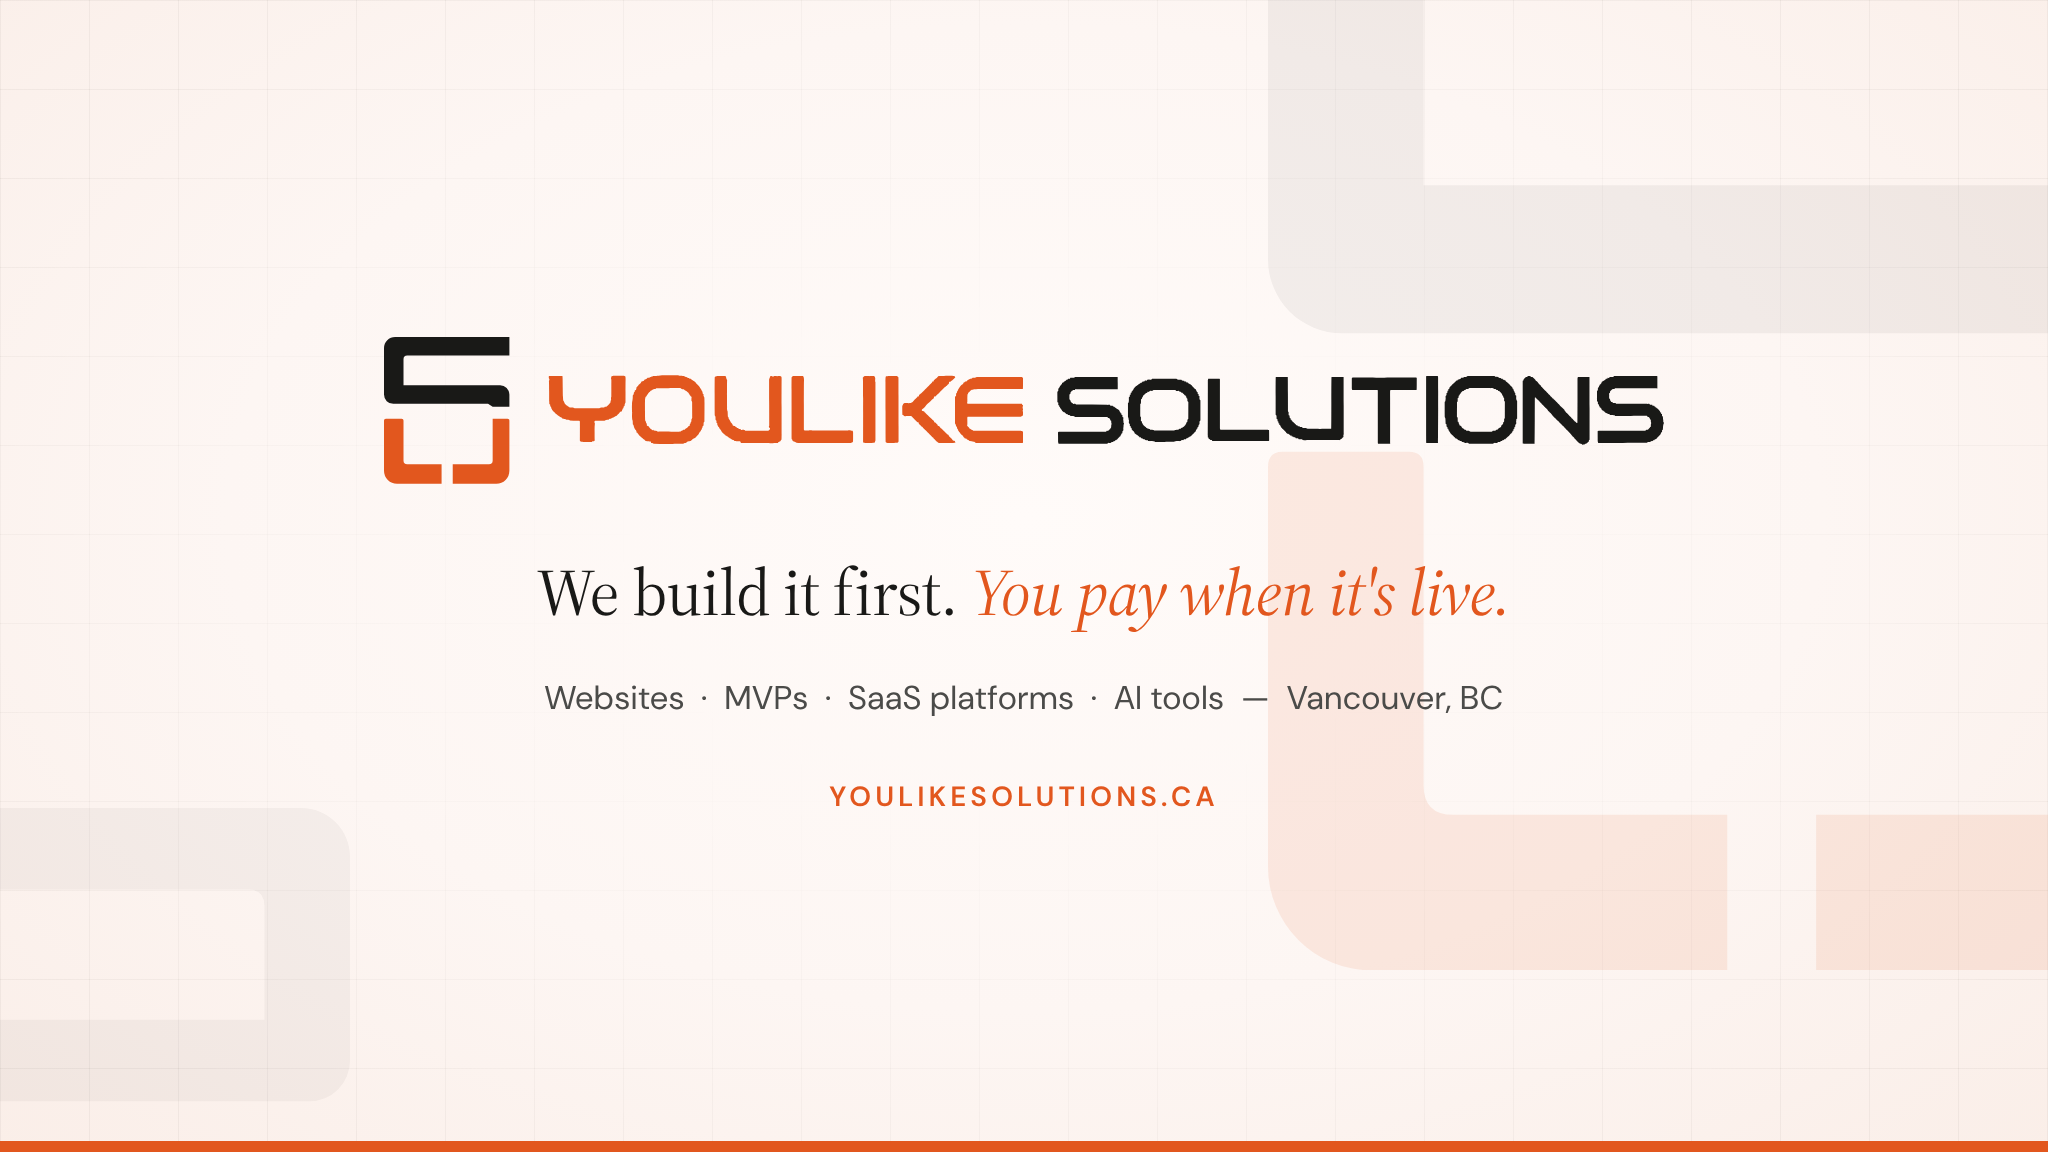 YOULIKE SOLUTIONS
We build it first. You pay when it's live.
Websites · MVPs · SaaS platforms · AI tools — Vancouver, BC
YOULIKESOLUTIONS.CA